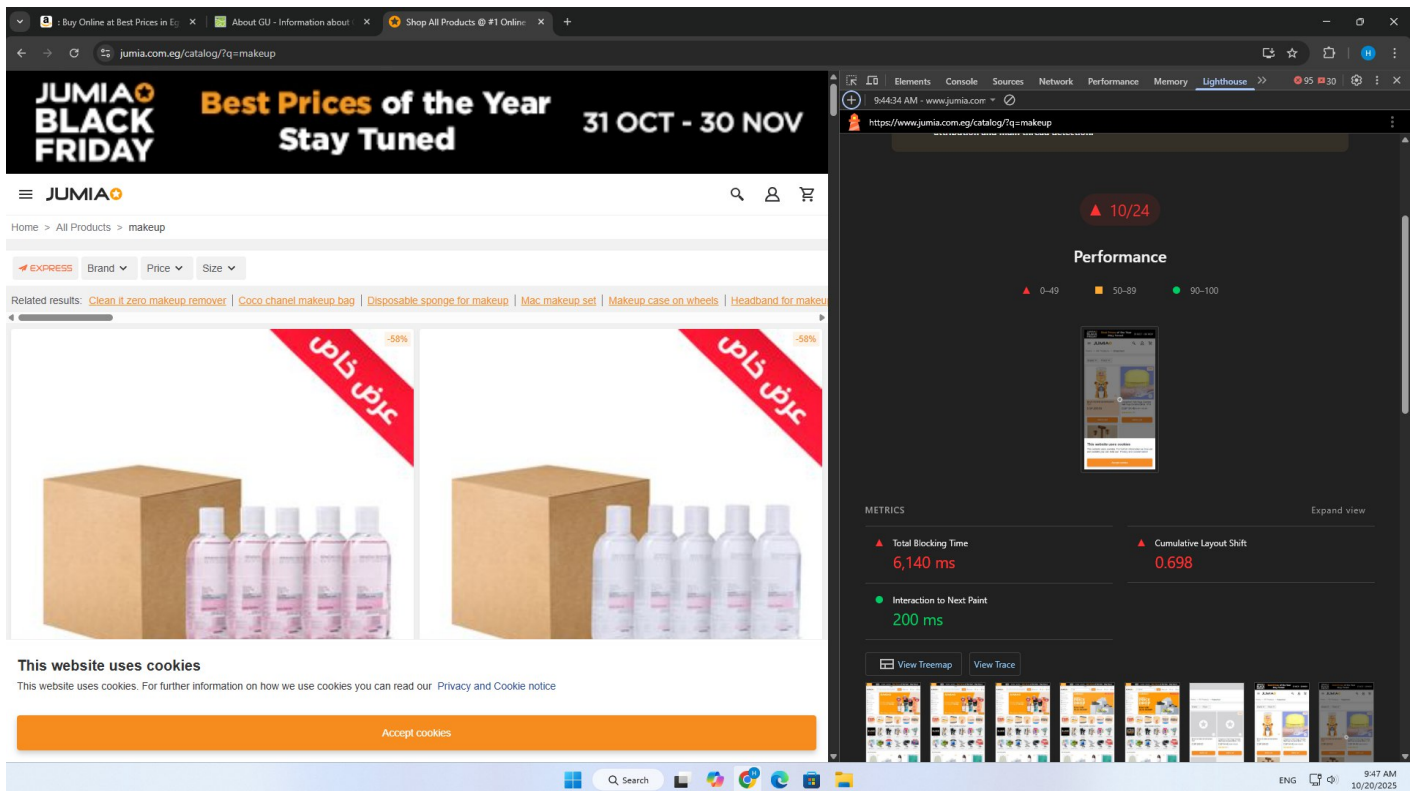 : Buy Online at Best Prices in Eg
About GU - Information about
Shop All Products @ #1 Online
jumia.com.eg/catalog/?q=makeup
H
JUMIA
BLACK
FRIDAY
Best Prices of the Year
Stay Tuned
31 OCT - 30 NOV
JUMIA
Home > All Products > makeup
EXPRESS Brand Price Size
Related results: Clean it zero makeup remover | Coco chanel makeup bag | Disposable sponge for makeup | Mac makeup set | Makeup case on wheels | Headband for makeu
-58%
عرض خاص
-58%
عرض خاص
This website uses cookies
This website uses cookies. For further information on how we use cookies you can read our Privacy and Cookie notice
Accept cookies
Elements Console Sources Network Performance Memory Lighthouse 95 30
9:44:34 AM - www.jumia.com
https://www.jumia.com.eg/catalog/?q=makeup
10/24
Performance
0–49 50–89 90–100
METRICS
Expand view
Total Blocking Time
6,140 ms
Cumulative Layout Shift
0.698
Interaction to Next Paint
200 ms
View Treemap View Trace
Search
ENG
9:47 AM
10/20/2025